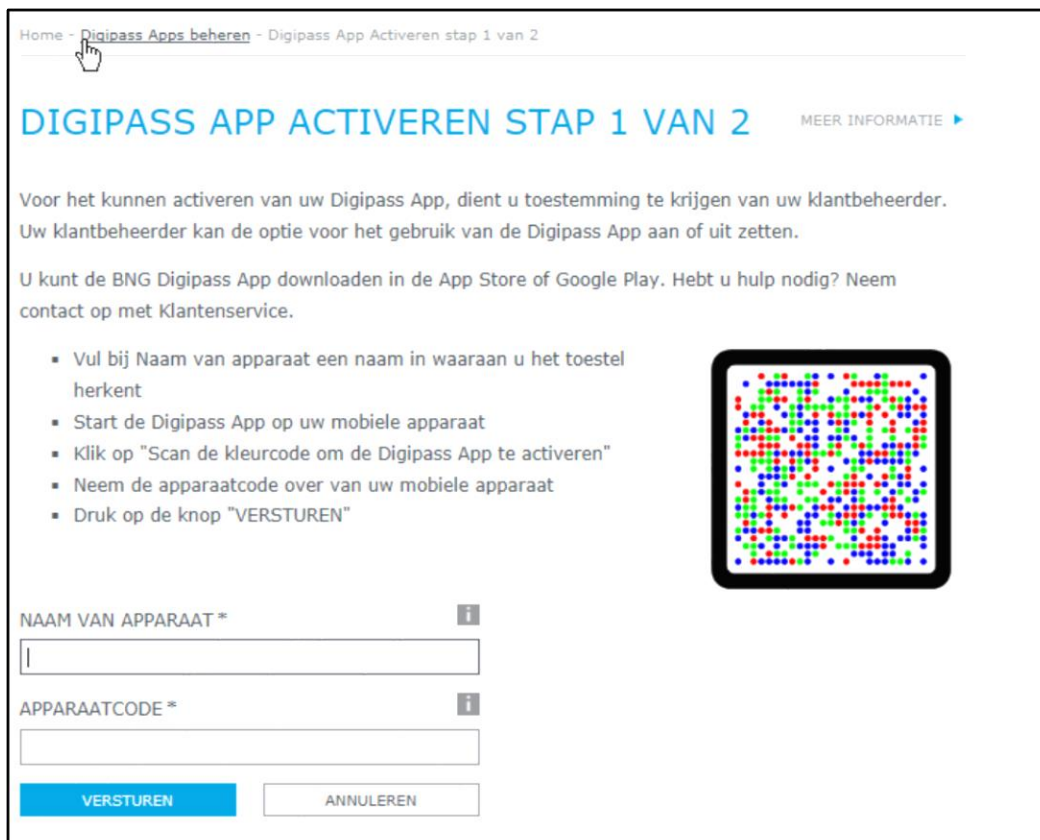 Home - Digipass Apps beheren - Digipass App Activeren stap 1 van 2
DIGIPASS APP ACTIVEREN STAP 1 VAN 2
MEER INFORMATIE
Voor het kunnen activeren van uw Digipass App, dient u toestemming te krijgen van uw klantbeheerder.
Uw klantbeheerder kan de optie voor het gebruik van de Digipass App aan of uit zetten.
U kunt de BNG Digipass App downloaden in de App Store of Google Play. Hebt u hulp nodig? Neem
contact op met Klantenservice.
▪ Vul bij Naam van apparaat een naam in waaraan u het toestel
herkent
▪ Start de Digipass App op uw mobiele apparaat
▪ Klik op "Scan de kleurcode om de Digipass App te activeren"
▪ Neem de apparaatcode over van uw mobiele apparaat
▪ Druk op de knop "VERSTUREN"
NAAM VAN APPARAAT *
i
APPARAATCODE *
i
VERSTUREN
ANNULEREN